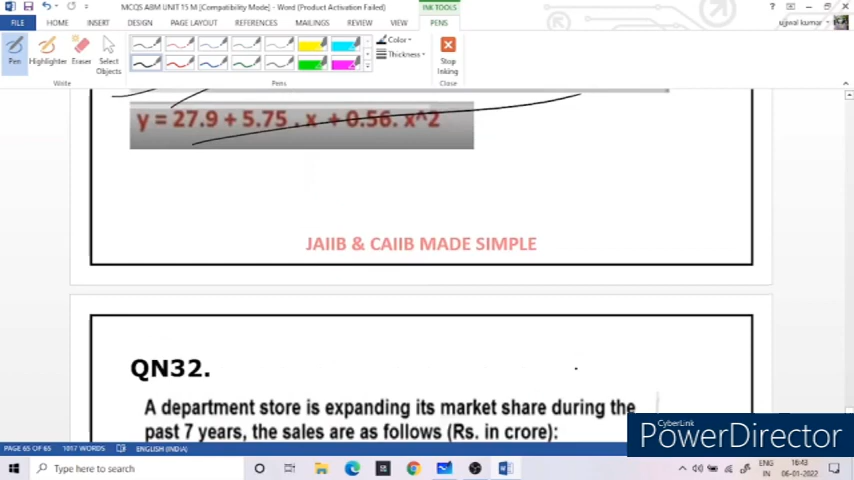 MCQS ABM UNIT 15 M [Compatibility Mode] - Word (Product Activation Failed)
INK TOOLS
FILE HOME INSERT DESIGN PAGE LAYOUT REFERENCES MAILINGS REVIEW VIEW PENS
ujjwal kumar
Pen Highlighter Eraser Select Objects
Color
Thickness
Stop Inking
Write Pens Close
y = 27.9 + 5.75 . x + 0.56. x^2
JAIIB & CAIIB MADE SIMPLE
QN32.
A department store is expanding its market share during the
past 7 years, the sales are as follows (Rs. in crore):
CyberLink
PowerDirector
PAGE 65 OF 65 1017 WORDS ENGLISH (INDIA)
Type here to search
ENG
IN
16:43
06-01-2022